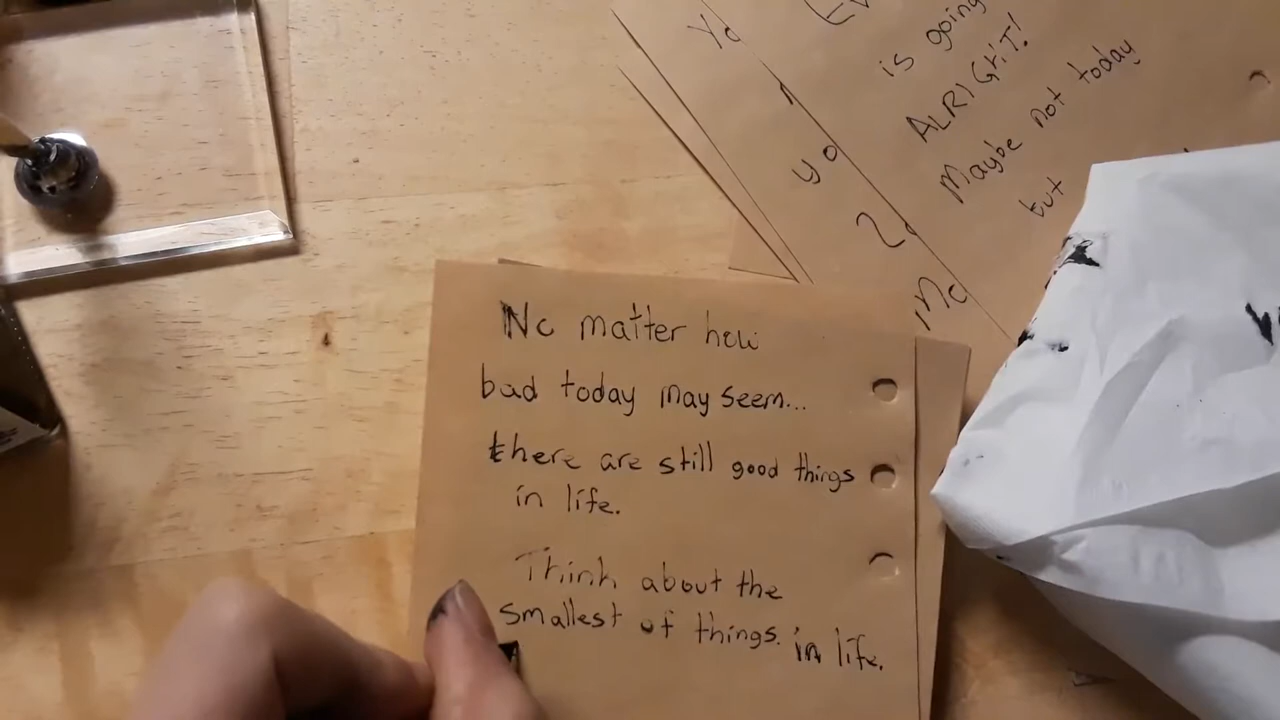 No matter how
bad today may seem...
there are still good things
in life.
Think about the
smallest of things. in life.
is going
ALRIGHT!
Maybe not today
but